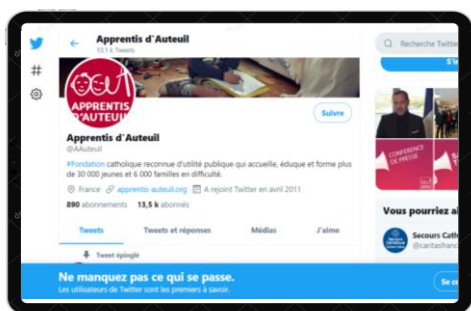 Apprentis d'Auteuil
10,1 k Tweets
Recherche Twitte
S'in
APPRENTIS
D'AUTEUIL
Suivre
Apprentis d'Auteuil
@AAuteuil
#Fondation catholique reconnue d'utilité publique qui accueille, éduque et forme plus
de 30 000 jeunes et 6 000 familles en difficulté.
France apprentis-auteuil.org A rejoint Twitter en avril 2011
890 abonnements 13,5 k abonnés
CONFERENCE
DE PRESSE
Tweets Tweets et réponses Médias J'aime
Tweet épinglé
Vous pourriez ai
Secours Cath
@caritasfranc
Ne manquez pas ce qui se passe.
Les utilisateurs de Twitter sont les premiers à savoir.
Se co